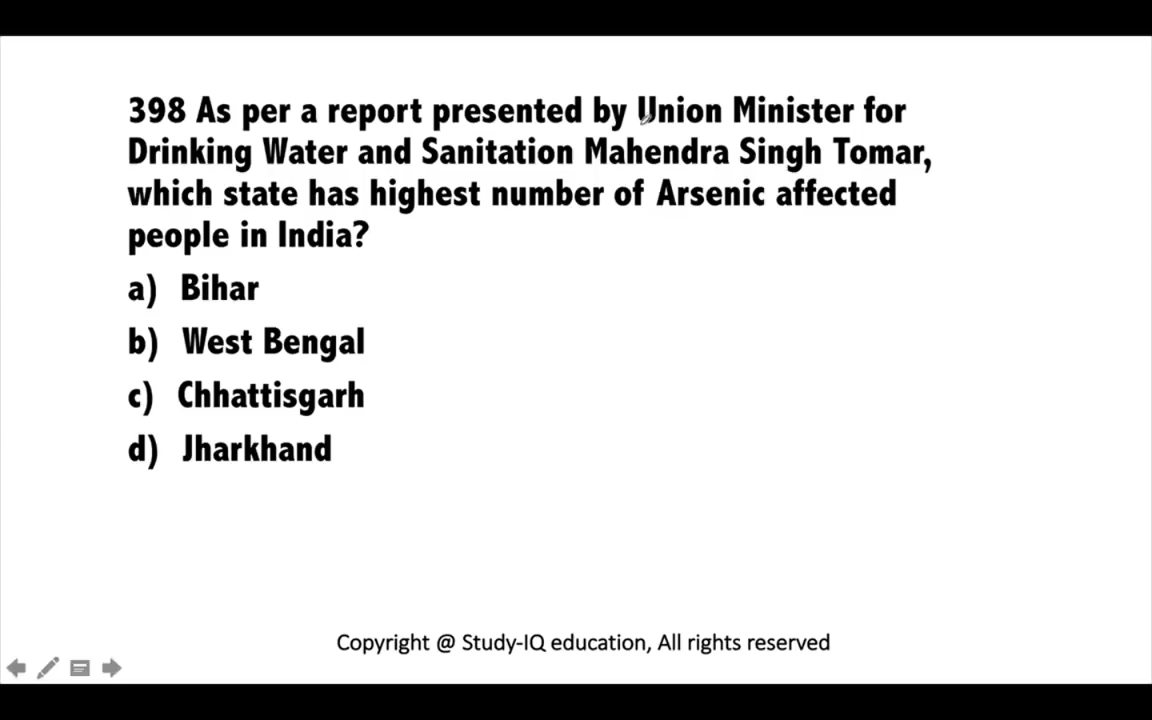 398 As per a report presented by Union Minister for
Drinking Water and Sanitation Mahendra Singh Tomar,
which state has highest number of Arsenic affected
people in India?
a) Bihar
b) West Bengal
c) Chhattisgarh
d) Jharkhand
Copyright @ Study-IQ education, All rights reserved